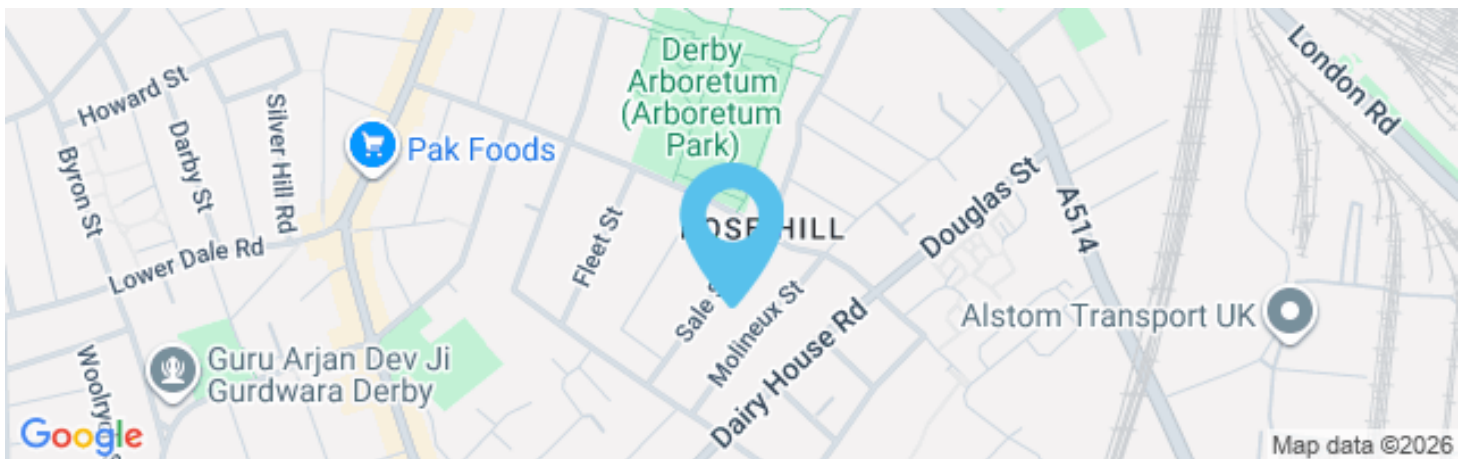 Howard St
Silver Hill Rd
Darby St
Byron St
Lower Dale Rd
Pak Foods
Derby
Arboretum
(Arboretum
Park)
London Rd
A514
Douglas St
Fleet St
HILL
Sale
Molineux St
Dairy House Rd
Alstom Transport UK
Guru Arjan Dev Ji
Gurdwara Derby
Google
Map data ©2026